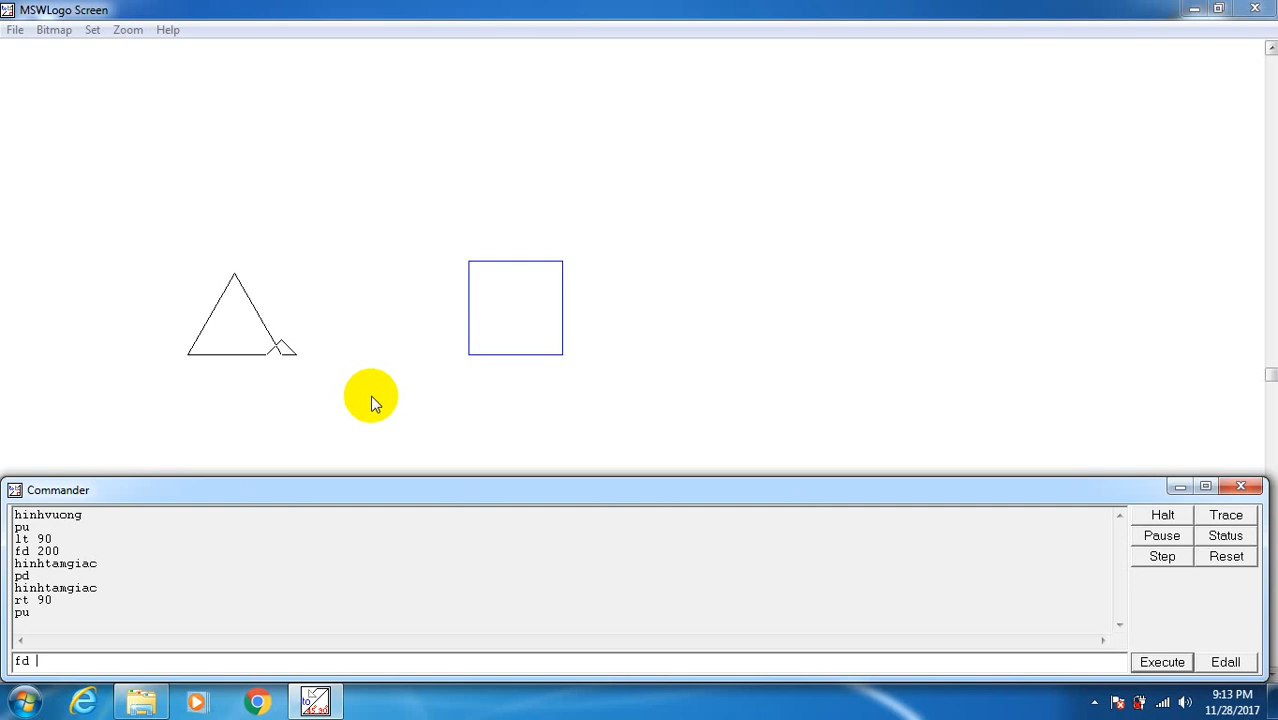 MSWLogo Screen
File Bitmap Set Zoom Help
Commander
hinhvuong
pu
lt 90
fd 200
hinhtamgiac
pd
hinhtamgiac
rt 90
pu
fd
Halt Trace
Pause Status
Step Reset
Execute Edall
9:13 PM
11/28/2017